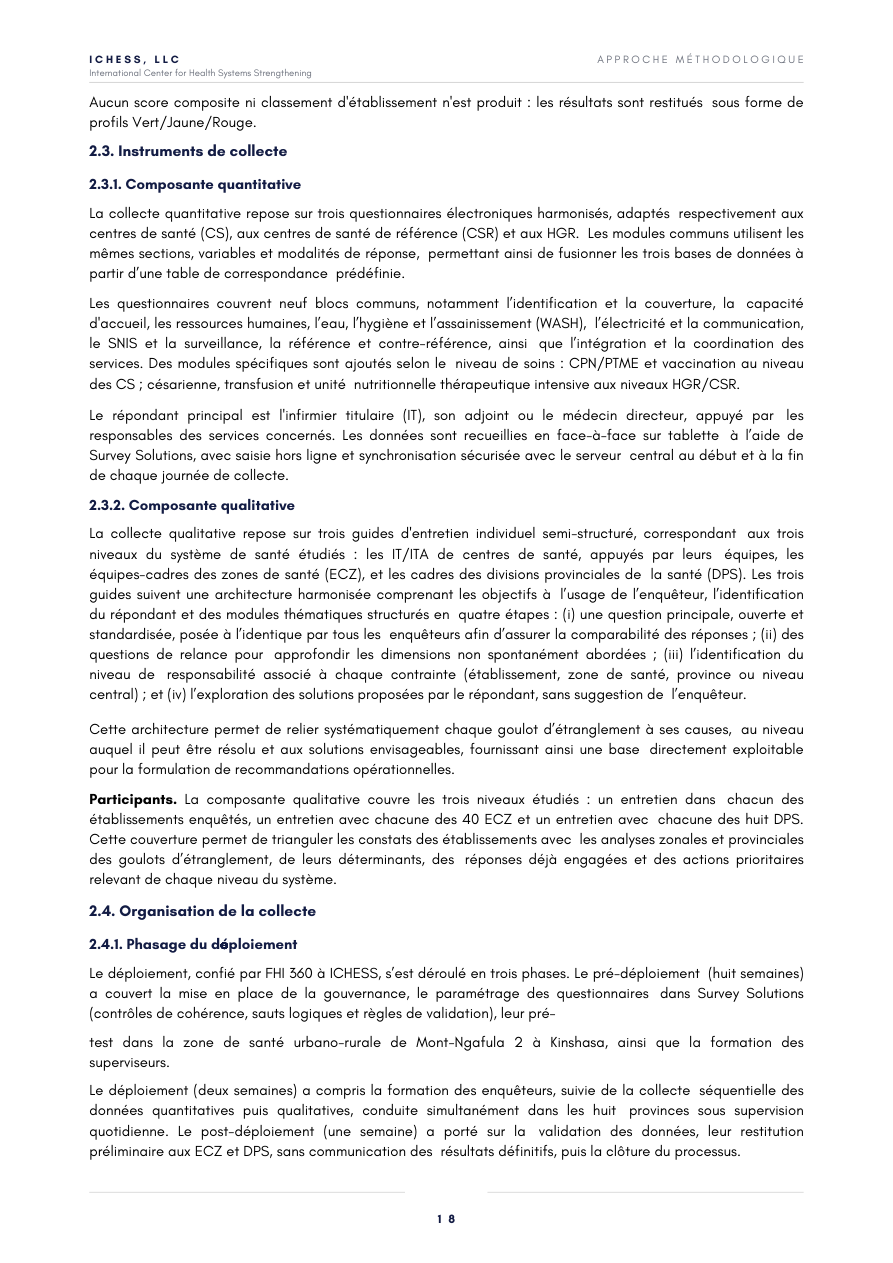 ICHESS, LLC
APPROCHE MÉTHODOLOGIQUE
International Center for Health Systems Strengthening
Aucun score composite ni classement d'établissement n'est produit : les résultats sont restitués sous forme de
profils Vert/Jaune/Rouge.
2.3. Instruments de collecte
2.3.1. Composante quantitative
La collecte quantitative repose sur trois questionnaires électroniques harmonisés, adaptés respectivement aux
centres de santé (CS), aux centres de santé de référence (CSR) et aux HGR. Les modules communs utilisent les
mêmes sections, variables et modalités de réponse, permettant ainsi de fusionner les trois bases de données à
partir d’une table de correspondance prédéfinie.
Les questionnaires couvrent neuf blocs communs, notamment l’identification et la couverture, la capacité
d'accueil, les ressources humaines, l’eau, l’hygiène et l’assainissement (WASH), l’électricité et la communication,
le SNIS et la surveillance, la référence et contre-référence, ainsi que l’intégration et la coordination des
services. Des modules spécifiques sont ajoutés selon le niveau de soins : CPN/PTME et vaccination au niveau
des CS ; césarienne, transfusion et unité nutritionnelle thérapeutique intensive aux niveaux HGR/CSR.
Le répondant principal est l'infirmier titulaire (IT), son adjoint ou le médecin directeur, appuyé par les
responsables des services concernés. Les données sont recueillies en face-à-face sur tablette à l’aide de
Survey Solutions, avec saisie hors ligne et synchronisation sécurisée avec le serveur central au début et à la fin
de chaque journée de collecte.
2.3.2. Composante qualitative
La collecte qualitative repose sur trois guides d'entretien individuel semi-structuré, correspondant aux trois
niveaux du système de santé étudiés : les IT/ITA de centres de santé, appuyés par leurs équipes, les
équipes-cadres des zones de santé (ECZ), et les cadres des divisions provinciales de la santé (DPS). Les trois
guides suivent une architecture harmonisée comprenant les objectifs à l’usage de l’enquêteur, l’identification
du répondant et des modules thématiques structurés en quatre étapes : (i) une question principale, ouverte et
standardisée, posée à l’identique par tous les enquêteurs afin d’assurer la comparabilité des réponses ; (ii) des
questions de relance pour approfondir les dimensions non spontanément abordées ; (iii) l’identification du
niveau de responsabilité associé à chaque contrainte (établissement, zone de santé, province ou niveau
central) ; et (iv) l’exploration des solutions proposées par le répondant, sans suggestion de l’enquêteur.
Cette architecture permet de relier systématiquement chaque goulot d’étranglement à ses causes, au niveau
auquel il peut être résolu et aux solutions envisageables, fournissant ainsi une base directement exploitable
pour la formulation de recommandations opérationnelles.
Participants. La composante qualitative couvre les trois niveaux étudiés : un entretien dans chacun des
établissements enquêtés, un entretien avec chacune des 40 ECZ et un entretien avec chacune des huit DPS.
Cette couverture permet de trianguler les constats des établissements avec les analyses zonales et provinciales
des goulots d’étranglement, de leurs déterminants, des réponses déjà engagées et des actions prioritaires
relevant de chaque niveau du système.
2.4. Organisation de la collecte
2.4.1. Phasage du déploiement
Le déploiement, confié par FHI 360 à ICHESS, s’est déroulé en trois phases. Le pré-déploiement (huit semaines)
a couvert la mise en place de la gouvernance, le paramétrage des questionnaires dans Survey Solutions
(contrôles de cohérence, sauts logiques et règles de validation), leur pré-
test dans la zone de santé urbano-rurale de Mont-Ngafula 2 à Kinshasa, ainsi que la formation des
superviseurs.
Le déploiement (deux semaines) a compris la formation des enquêteurs, suivie de la collecte séquentielle des
données quantitatives puis qualitatives, conduite simultanément dans les huit provinces sous supervision
quotidienne. Le post-déploiement (une semaine) a porté sur la validation des données, leur restitution
préliminaire aux ECZ et DPS, sans communication des résultats définitifs, puis la clôture du processus.
18